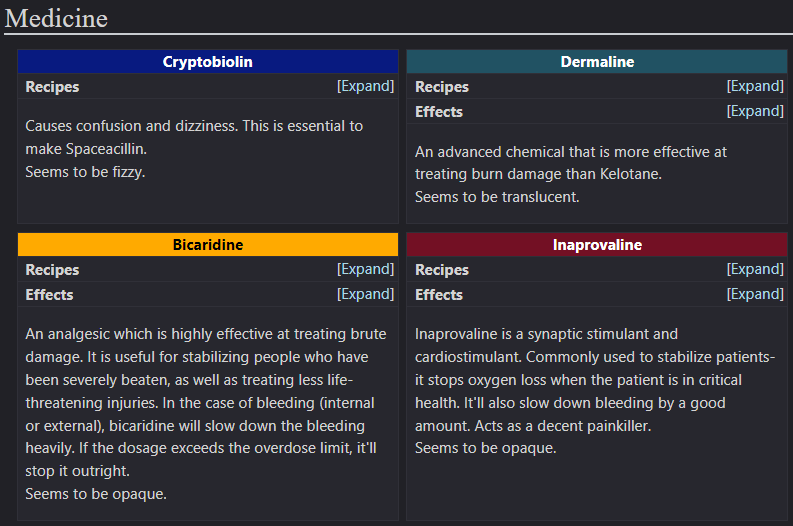 Medicine
Cryptobiolin
Recipes [Expand]
Causes confusion and dizziness. This is essential to
make Spaceacillin.
Seems to be fizzy.
Dermaline
Recipes [Expand]
Effects [Expand]
An advanced chemical that is more effective at
treating burn damage than Kelotane.
Seems to be translucent.
Bicaridine
Recipes [Expand]
Effects [Expand]
An analgesic which is highly effective at treating brute
damage. It is useful for stabilizing people who have
been severely beaten, as well as treating less life-
threatening injuries. In the case of bleeding (internal
or external), bicaridine will slow down the bleeding
heavily. If the dosage exceeds the overdose limit, it'll
stop it outright.
Seems to be opaque.
Inaprovaline
Recipes [Expand]
Effects [Expand]
Inaprovaline is a synaptic stimulant and
cardiostimulant. Commonly used to stabilize patients-
it stops oxygen loss when the patient is in critical
health. It'll also slow down bleeding by a good
amount. Acts as a decent painkiller.
Seems to be opaque.